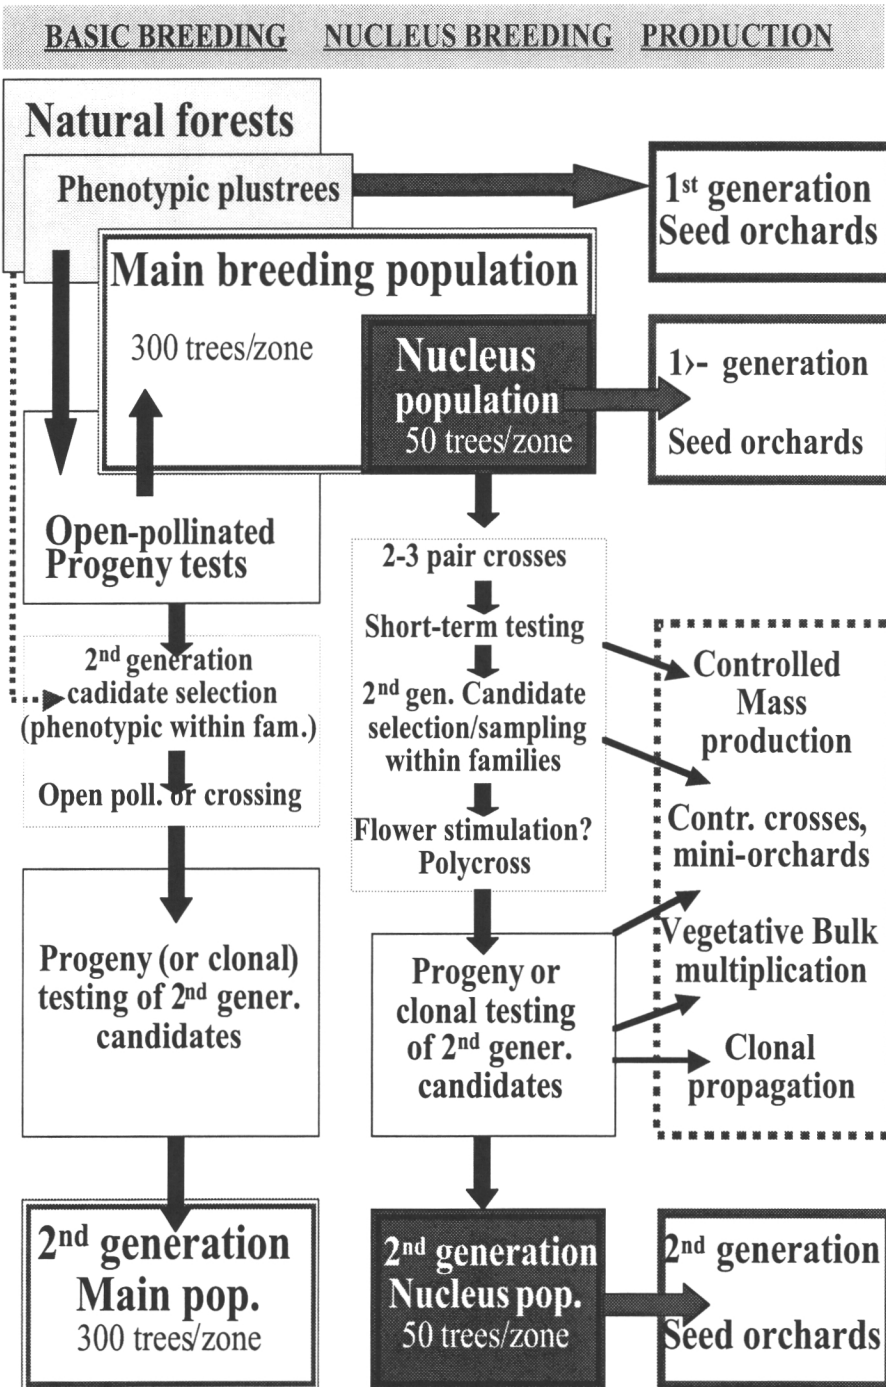 BASIC BREEDING NUCLEUS BREEDING PRODUCTION
Natural forests
Phenotypic plustrees
1st generation
Seed orchards
Main breeding population
300 trees/zone
Nucleus
population
50 trees/zone
1›- generation
Seed orchards
Open-pollinated
Progeny tests
2nd generation
cadidate selection
(phenotypic within fam.)
Open poll. or crossing
2-3 pair crosses
Short-term testing
2nd gen. Candidate
selection/sampling
within families
Flower stimulation?
Polycross
Controlled
Mass
production
Contr. crosses,
mini-orchards
Vegetative Bulk
multiplication
Clonal
propagation
Progeny (or clonal)
testing of 2nd gener.
candidates
Progeny or
clonal testing
of 2nd gener.
candidates
2nd generation
Main pop.
300 trees/zone
2nd generation
Nucleus pop.
50 trees/zone
2nd generation
Seed orchards